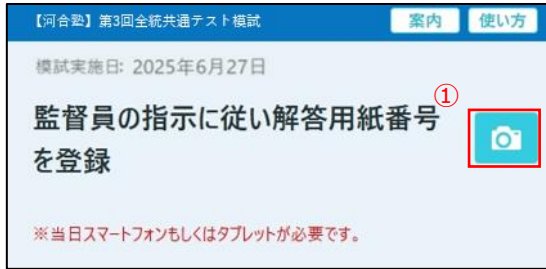 【河合塾】第3回全統共通テスト模試 案内 使い方
模試実施日: 2025年6月27日
①
監督員の指示に従い解答用紙番号
を登録
※当日スマートフォンもしくはタブレットが必要です。